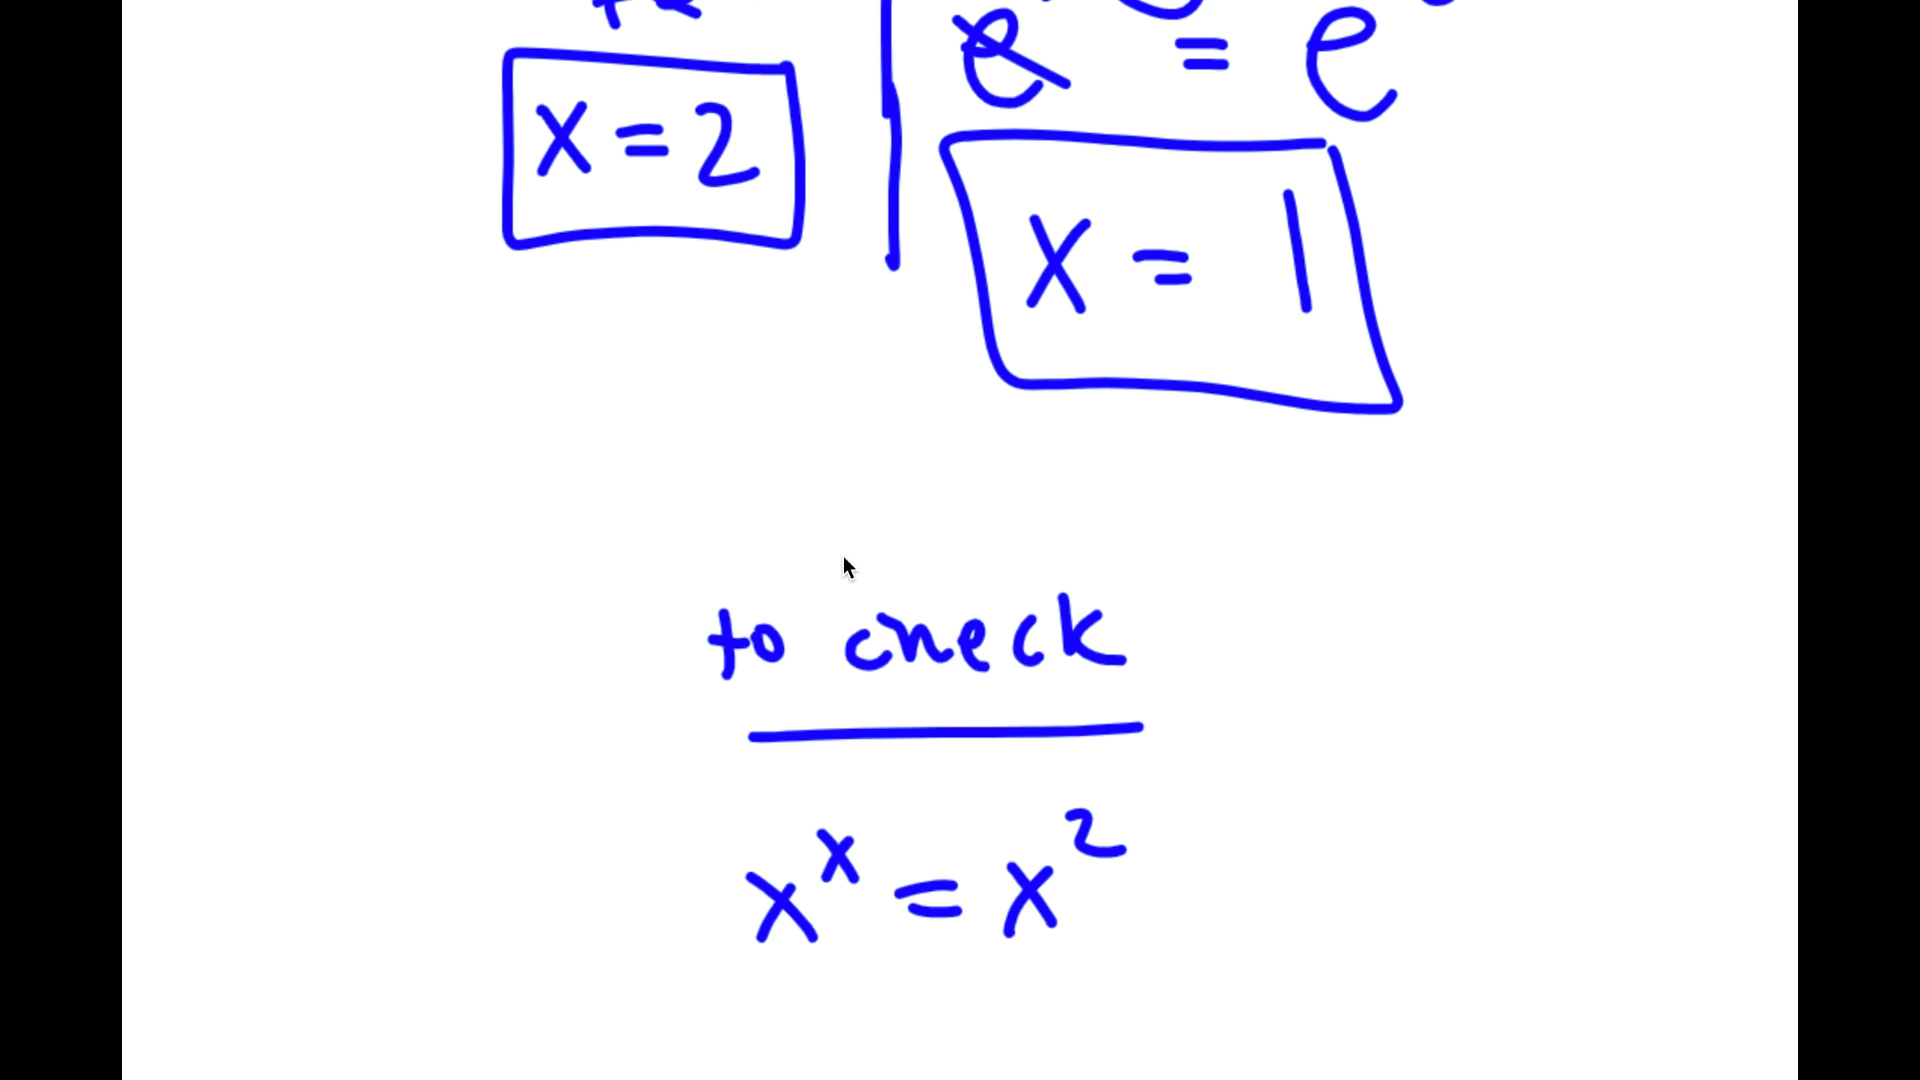 e = e
x = 2
x = 1
to check
x^x = x^2